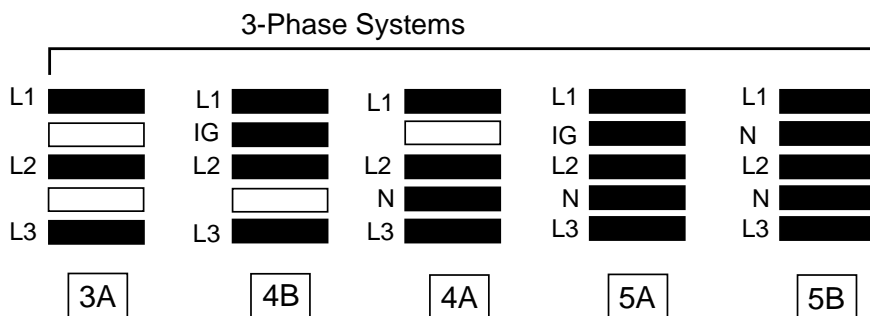 3-Phase Systems
L1 L1 L1 L1 L1
IG IG N
L2 L2 L2 L2 L2
N N N
L3 L3 L3 L3 L3
3A 4B 4A 5A 5B